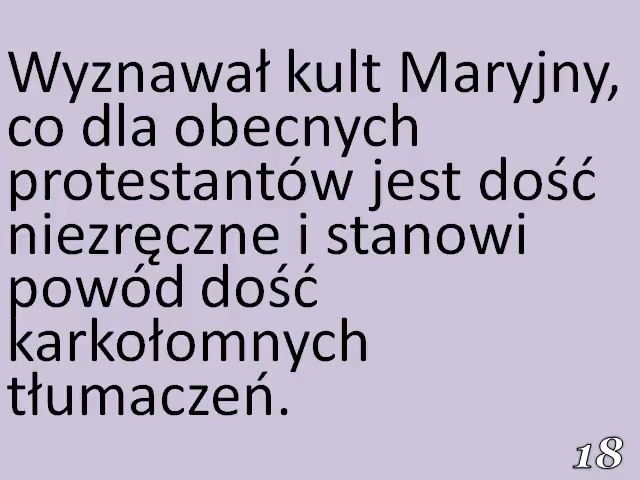 Wyznawał kult Maryjny,
co dla obecnych
protestantów jest dość
niezręczne i stanowi
powód dość
karkołomnych
tłumaczeń.
18